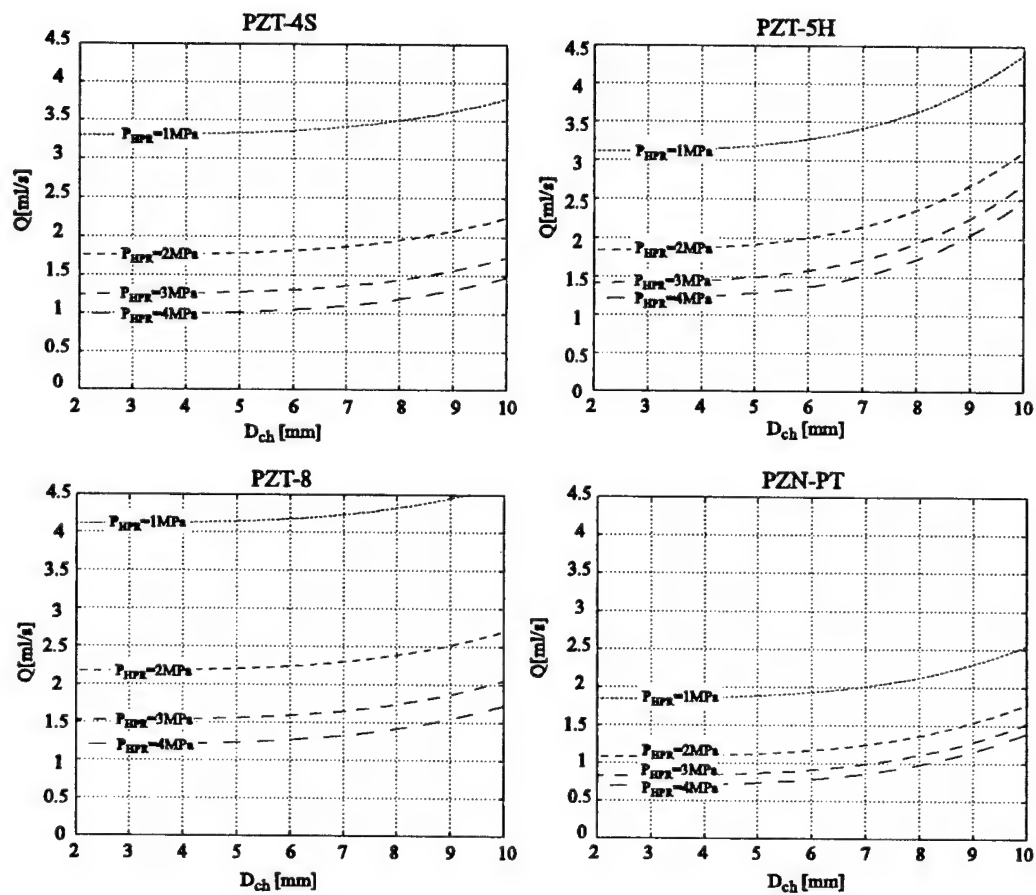 PZT-4S
4.5
4
3.5
3
2.5
2
1.5
1
0.5
0
Q[ml/s]
P_HPR=1MPa
P_HPR=2MPa
P_HPR=3MPa
P_HPR=4MPa
2 3 4 5 6 7 8 9 10
D_ch [mm]
PZT-5H
4.5
4
3.5
3
2.5
2
1.5
1
0.5
0
Q[ml/s]
P_HPR=1MPa
P_HPR=2MPa
P_HPR=3MPa
P_HPR=4MPa
2 3 4 5 6 7 8 9 10
D_ch [mm]
PZT-8
4.5
4
3.5
3
2.5
2
1.5
1
0.5
0
Q[ml/s]
P_HPR=1MPa
P_HPR=2MPa
P_HPR=3MPa
P_HPR=4MPa
2 3 4 5 6 7 8 9 10
D_ch [mm]
PZN-PT
4.5
4
3.5
3
2.5
2
1.5
1
0.5
0
Q[ml/s]
P_HPR=1MPa
P_HPR=2MPa
P_HPR=3MPa
P_HPR=4MPa
2 3 4 5 6 7 8 9 10
D_ch [mm]